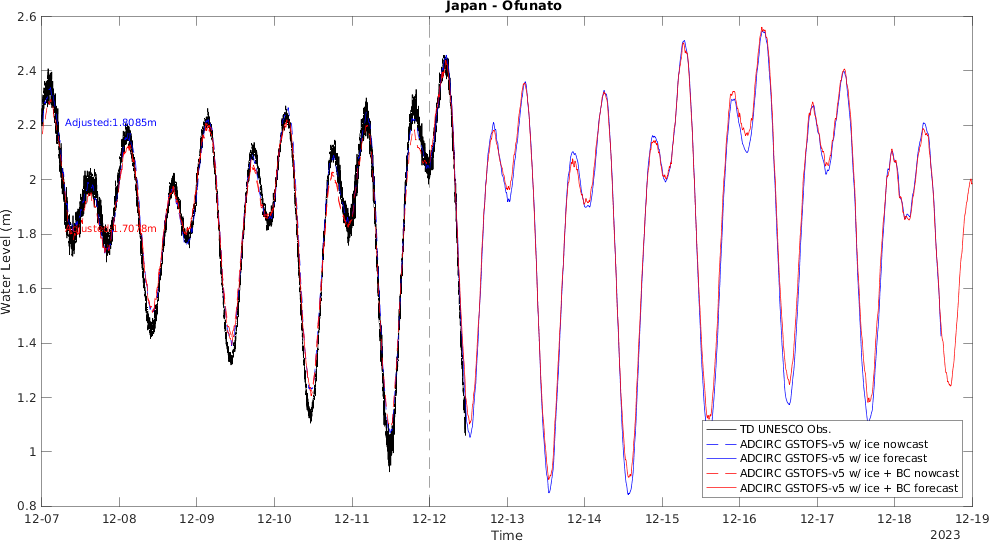 Japan - Ofunato
2.6
2.4
2.2
2
1.8
1.6
1.4
1.2
1
0.8
Water Level (m)
Adjusted:1.8085m
Adjusted:1.7078m
TD UNESCO Obs.
ADCIRC GSTOFS-v5 w/ ice nowcast
ADCIRC GSTOFS-v5 w/ ice forecast
ADCIRC GSTOFS-v5 w/ ice + BC nowcast
ADCIRC GSTOFS-v5 w/ ice + BC forecast
12-07 12-08 12-09 12-10 12-11 12-12 12-13 12-14 12-15 12-16 12-17 12-18 12-19
Time
2023